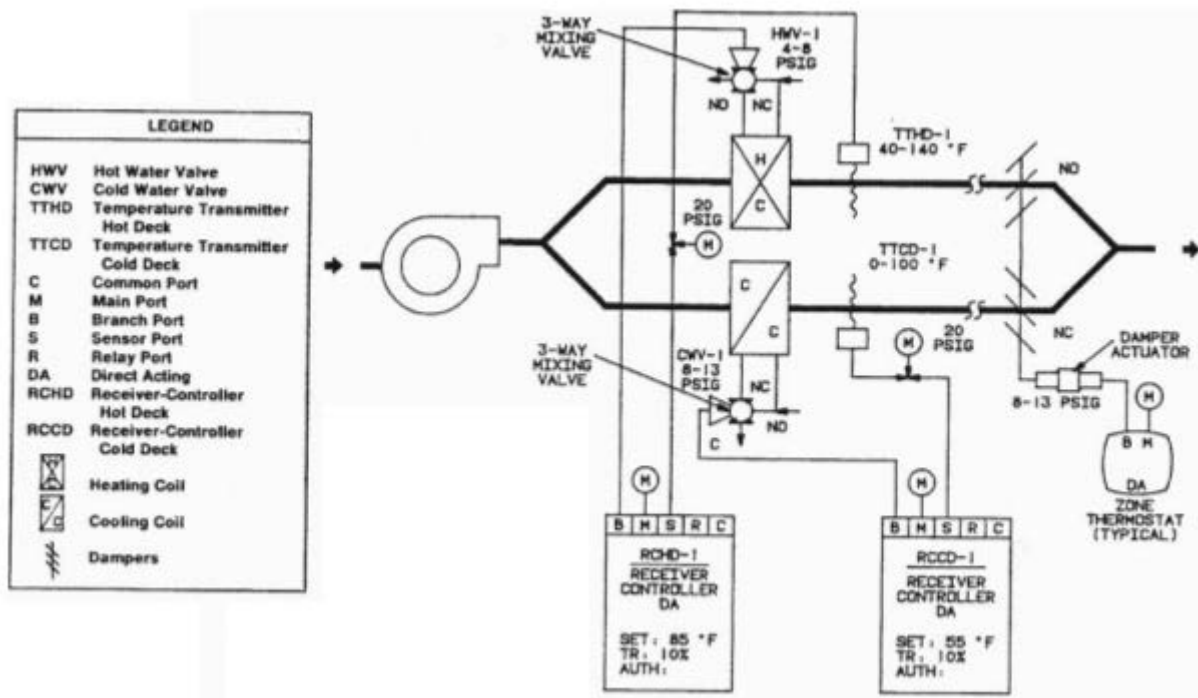 LEGEND
HWV Hot Water Valve
CWV Cold Water Valve
TTHD Temperature Transmitter
Hot Deck
TTCD Temperature Transmitter
Cold Deck
C Common Port
M Main Port
B Branch Port
S Sensor Port
R Relay Port
DA Direct Acting
RCHD Receiver-Controller
Hot Deck
RCCD Receiver-Controller
Cold Deck
H
C
Heating Coil
C
C
Cooling Coil
Dampers
3-WAY
MIXING
VALVE
HWV-1
4-8
PSIG
NO
NC
H
C
TTHD-1
40-140 °F
NO
20
PSIG
M
TTCD-1
0-100 °F
C
C
3-WAY
MIXING
VALVE
CWV-1
8-13
PSIG
NC
NO
C
20
PSIG
M
NC
DAMPER
ACTUATOR
8-13 PSIG
M
B M
DA
ZONE
THERMOSTAT
(TYPICAL)
M
B M S R C
RCHD-1
RECEIVER
CONTROLLER
DA
SET: 85 °F
TR: 10%
AUTH:
M
B M S R C
RCCD-1
RECEIVER
CONTROLLER
DA
SET: 55 °F
TR: 10%
AUTH: